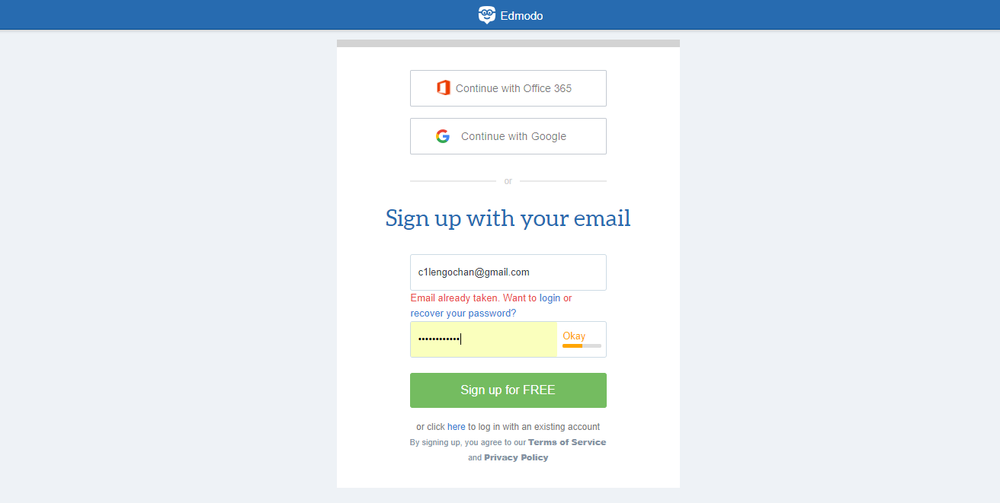 Edmodo
Continue with Office 365
Continue with Google
or
Sign up with your email
c1lengochan@gmail.com
Email already taken. Want to login or
recover your password?
••••••••••••
Okay
Sign up for FREE
or click here to log in with an existing account
By signing up, you agree to our Terms of Service
and Privacy Policy